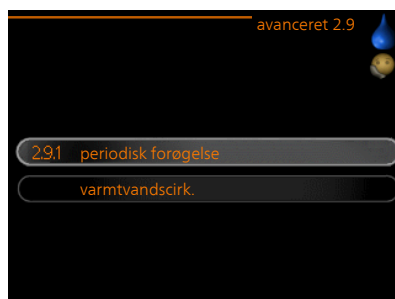 avanceret 2.9
2.9.1 periodisk forøgelse
varmtvandscirk.